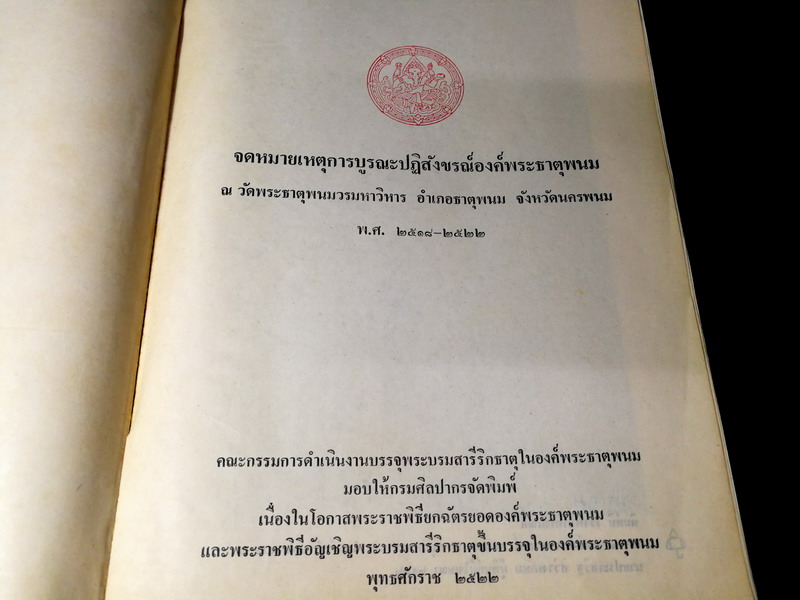 จดหมายเหตุการบูรณะปฏิสังขรณ์องค์พระธาตุพนม
ณ วัดพระธาตุพนมวรมหาวิหาร อำเภอธาตุพนม จังหวัดนครพนม
พ.ศ. ๒๕๑๘-๒๕๒๒
คณะกรรมการดำเนินงานบรรจุพระบรมสารีริกธาตุในองค์พระธาตุพนม
มอบให้กรมศิลปากรจัดพิมพ์
เนื่องในโอกาสพระราชพิธียกฉัตรยอดองค์พระธาตุพนม
และพระราชพิธีอัญเชิญพระบรมสารีริกธาตุขึ้นบรรจุในองค์พระธาตุพนม
พุทธศักราช ๒๕๒๒